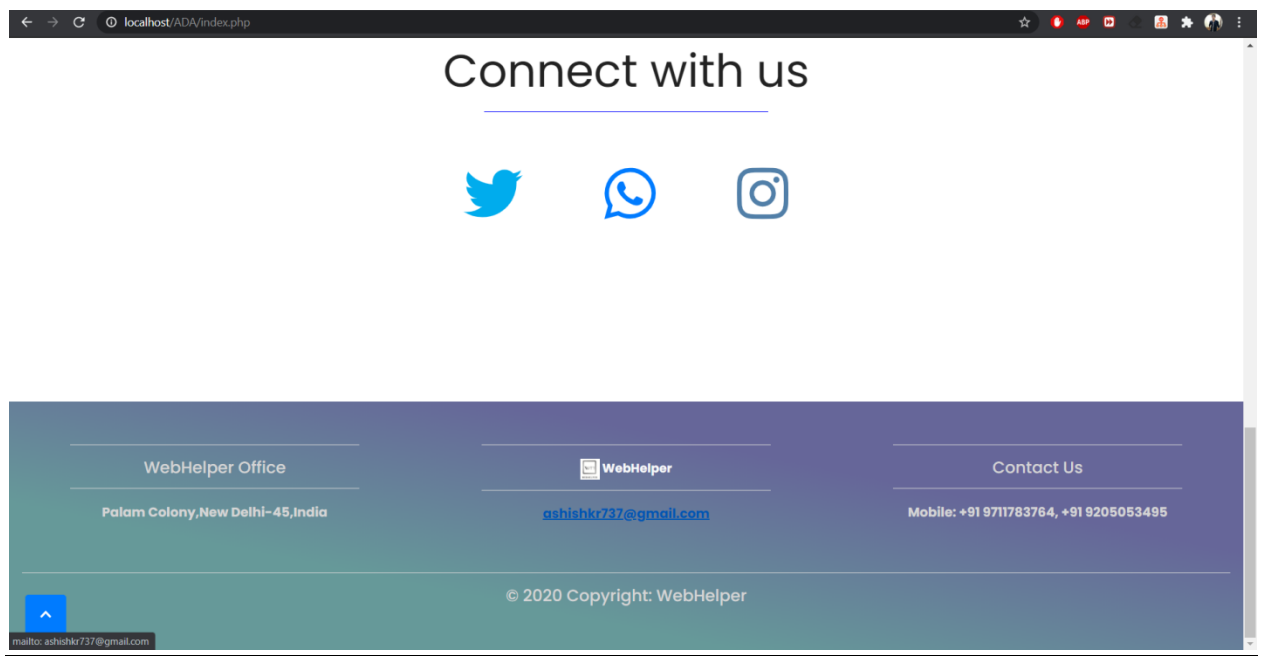 localhost/ADA/index.php
ABP
Connect with us
WebHelper Office
WebHelper
Contact Us
Palam Colony,New Delhi-45,India
ashishkr737@gmail.com
Mobile: +91 9711783764, +91 9205053495
© 2020 Copyright: WebHelper
mailto: ashishkr737@gmail.com